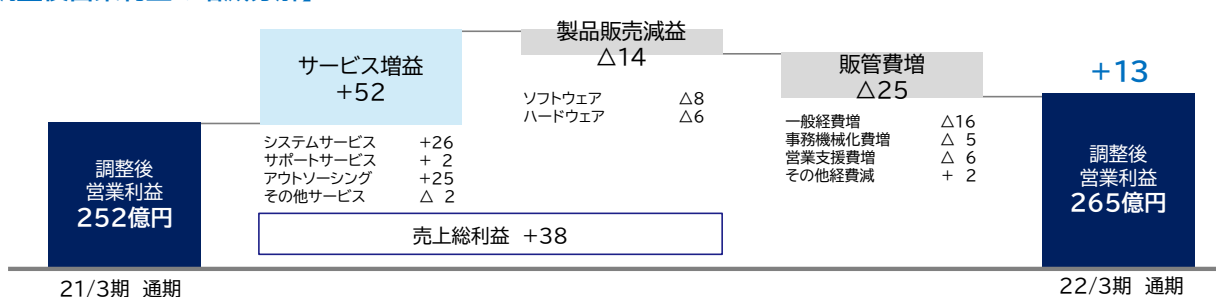 サービス増益
+52
システムサービス +26
サポートサービス + 2
アウトソーシング +25
その他サービス △ 2
製品販売減益
△14
ソフトウェア △8
ハードウェア △6
販管費増
△25
一般経費増 △16
事務機械化費増 △ 5
営業支援費増 △ 6
その他経費減 + 2
+13
調整後
営業利益
252億円
調整後
営業利益
265億円
売上総利益 +38
21/3期 通期
22/3期 通期